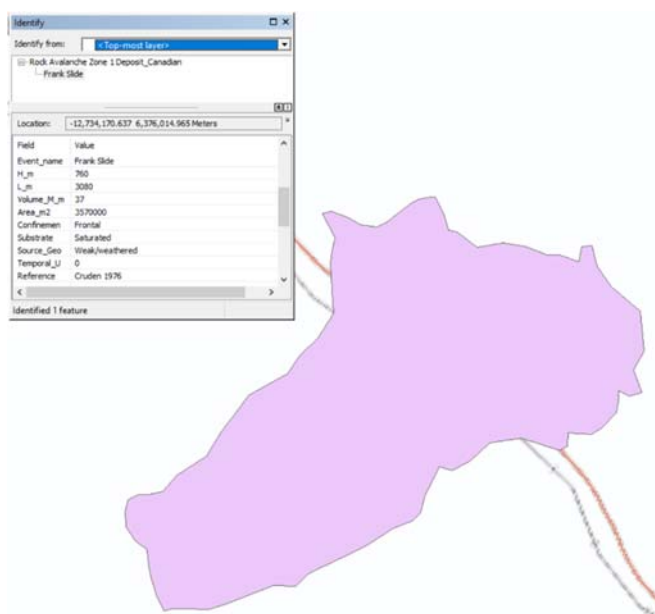 Identify
Identify from: <Top-most layer>
Rock Avalanche Zone 1 Deposit_Canadian
Frank Slide
Location: -12,734,170.637 6,376,014.965 Meters
Field Value
Event_name Frank Slide
H_m 760
L_m 3080
Volume_M_m 37
Area_m2 3570000
Confinemen Frontal
Substrate Saturated
Source_Geo Weak/weathered
Temporal_U 0
Reference Cruden 1976
Identified 1 feature